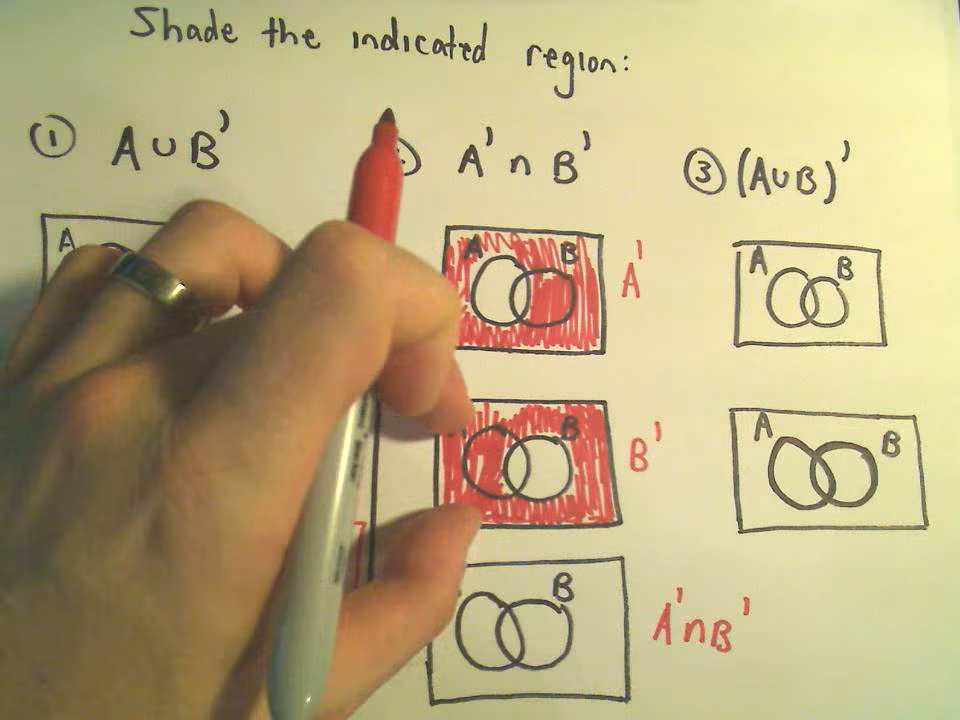 Shade the indicated region:
① A∪B'
A'∩B'
③ (A∪B)'
A
A B A'
A B
B B'
A B
B A'∩B'